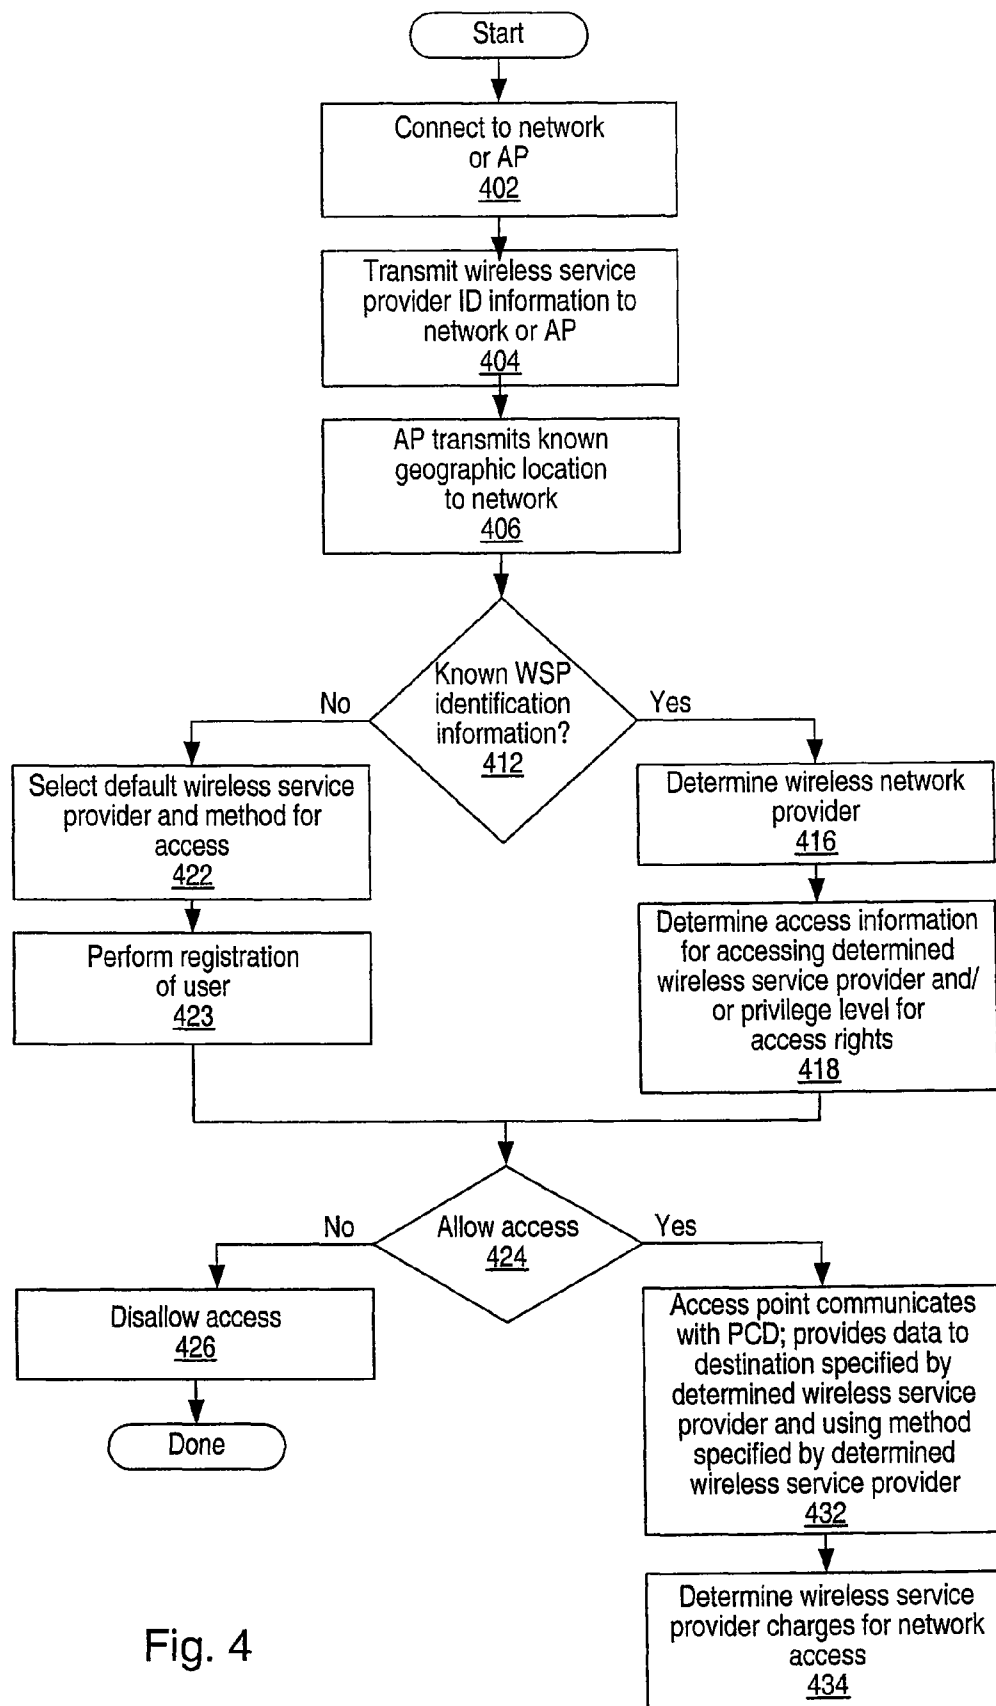 Start
Connect to network
or AP
402
Transmit wireless service
provider ID information to
network or AP
404
AP transmits known
geographic location
to network
406
Known WSP
identification
information?
412
No
Yes
Select default wireless service
provider and method for
access
422
Perform registration
of user
423
Determine wireless network
provider
416
Determine access information
for accessing determined
wireless service provider and/
or privilege level for
access rights
418
Allow access
424
No
Yes
Disallow access
426
Done
Access point communicates
with PCD; provides data to
destination specified by
determined wireless service
provider and using method
specified by determined
wireless service provider
432
Determine wireless service
provider charges for network
access
434
Fig. 4